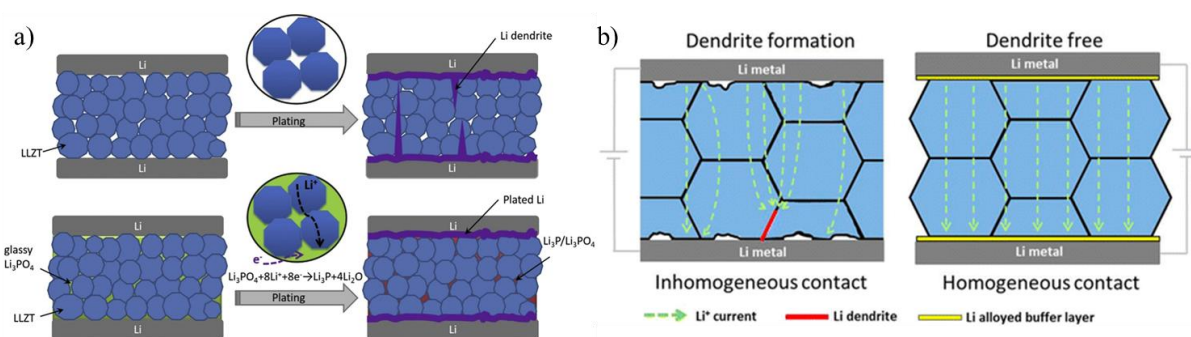 a)
Li
Plating
LLZT
Li
Li dendrite
Li
Li
Li
glassy
Li₃PO₄
LLZT
Li
Li⁺
e⁻
Li₃PO₄+8Li⁺+8e⁻→Li₃P+4Li₂O
Plating
Plated Li
Li
Li₃P/Li₃PO₄
Li
b)
Dendrite formation
Li metal
Li metal
Inhomogeneous contact
Dendrite free
Li metal
Li metal
Homogeneous contact
Li⁺ current
Li dendrite
Li alloyed buffer layer